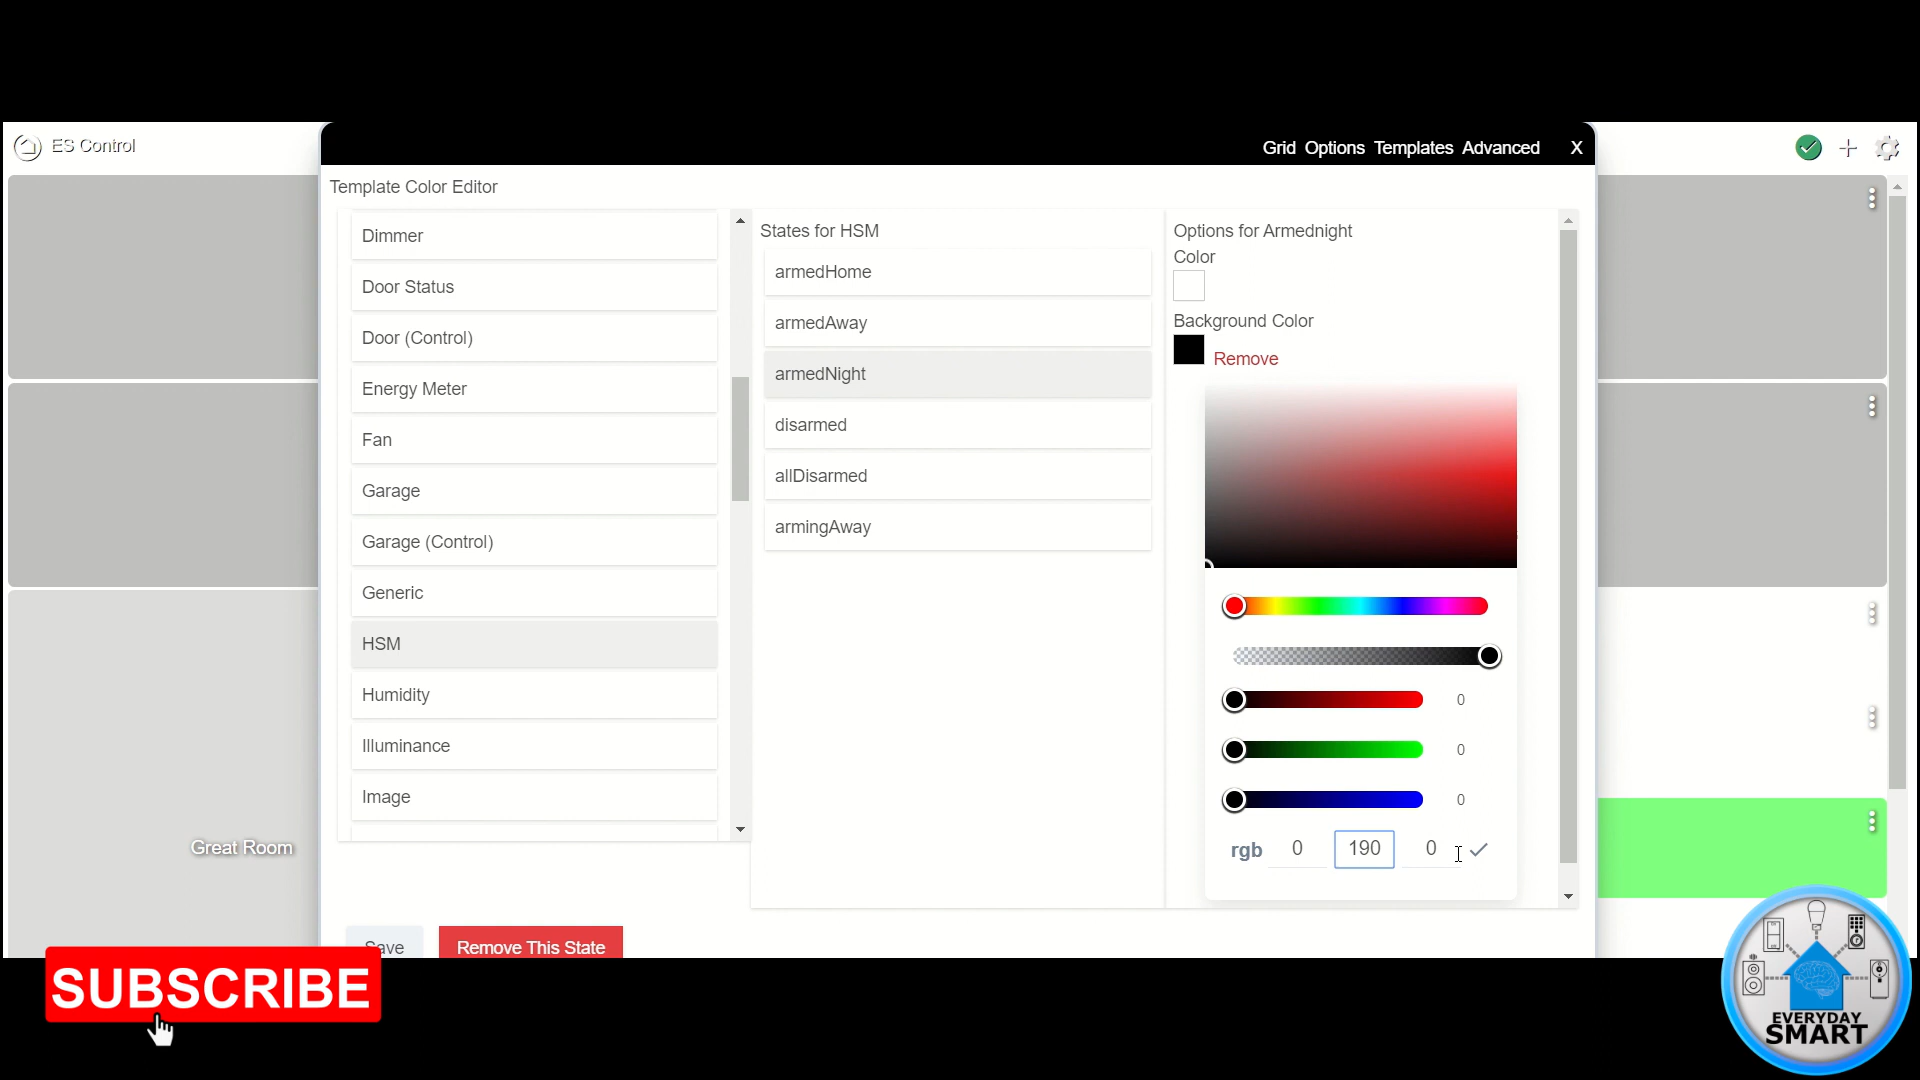 ES Control
Grid Options Templates Advanced X
Template Color Editor
Dimmer
Door Status
Door (Control)
Energy Meter
Fan
Garage
Garage (Control)
Generic
HSM
Humidity
Illuminance
Image
States for HSM
armedHome
armedAway
armedNight
disarmed
allDisarmed
armingAway
Options for Armednight
Color
Background Color
Remove
0
0
0
rgb 0 190 0
Great Room
Save
Remove This State
SUBSCRIBE
EVERYDAY
SMART